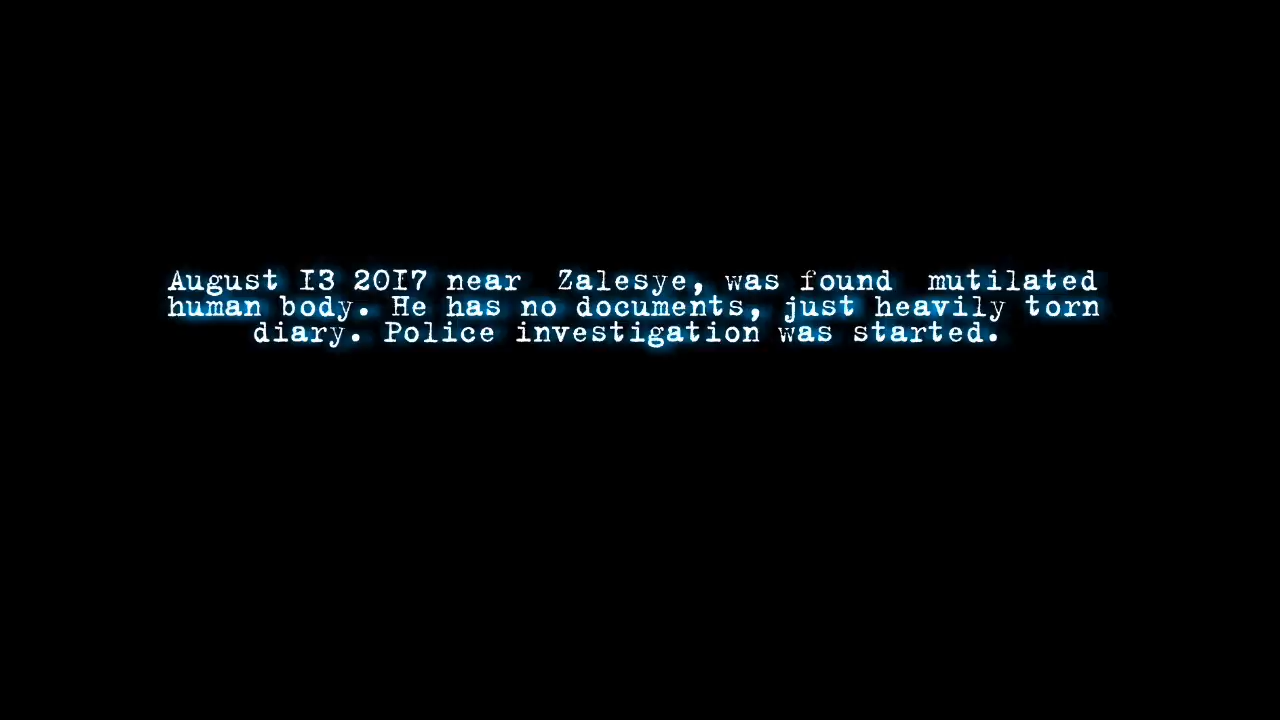 August 13 2017 near  Zalesye, was found  mutilated
human body. He has no documents, just heavily torn
diary. Police investigation was started.